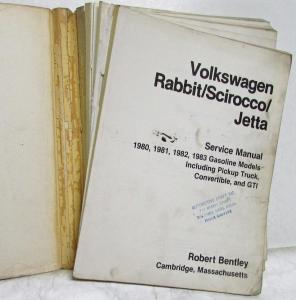 Volkswagen
Rabbit/Scirocco/
Jetta
Service Manual
1980, 1981, 1982, 1983 Gasoline Models
Including Pickup Truck,
Convertible, and GTI
Robert Bentley
Cambridge, Massachusetts